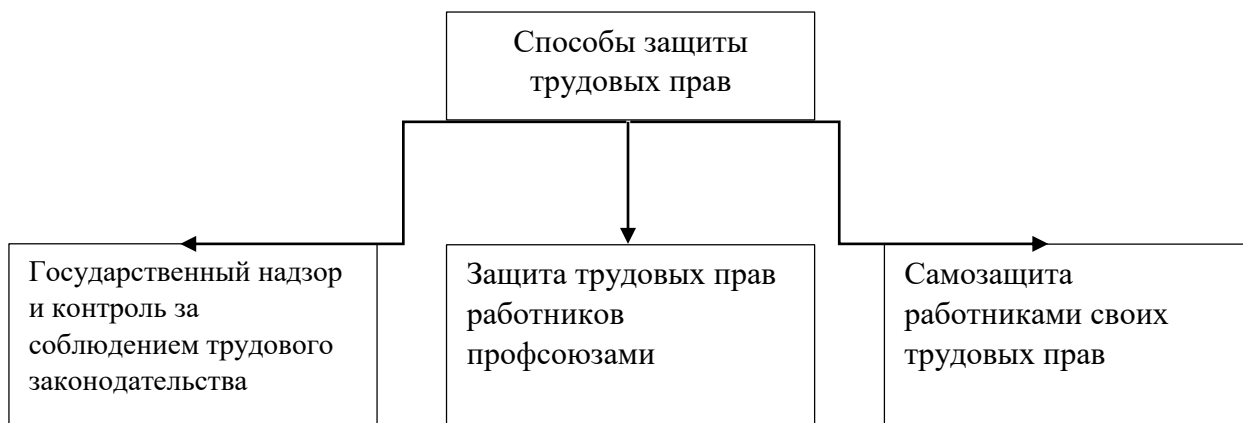 Способы защиты
трудовых прав
Государственный надзор
и контроль за
соблюдением трудового
законодательства
Защита трудовых прав
работников
профсоюзами
Самозащита
работниками своих
трудовых прав